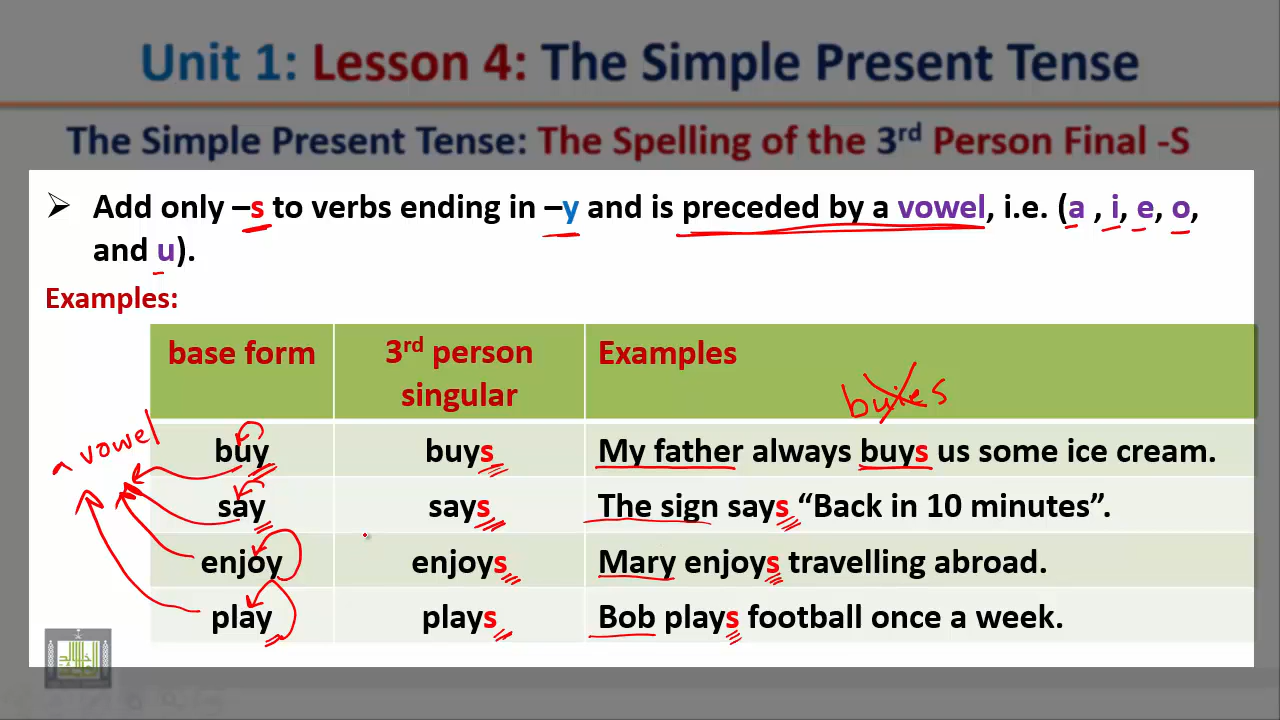 Unit 1: Lesson 4: The Simple Present Tense
The Simple Present Tense: The Spelling of the 3rd Person Final -S
➢ Add only –s to verbs ending in –y and is preceded by a vowel, i.e. (a , i, e, o,
and u).
Examples:
base form 3rd person singular Examples
buies
a vowel
buy buys My father always buys us some ice cream.
say says The sign says “Back in 10 minutes”.
enjoy enjoys Mary enjoys travelling abroad.
play plays Bob plays football once a week.